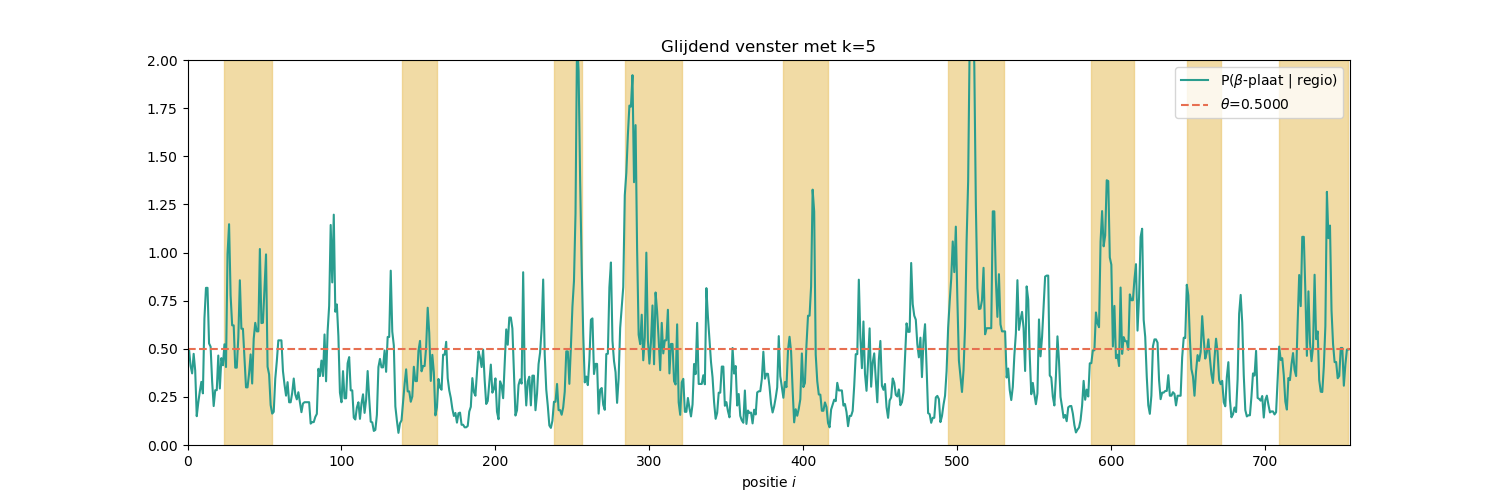 Glijdend venster met k=5
2.00
1.75
1.50
1.25
1.00
0.75
0.50
0.25
0.00
P(β-plaat | regio)
θ=0.5000
0 100 200 300 400 500 600 700
positie i